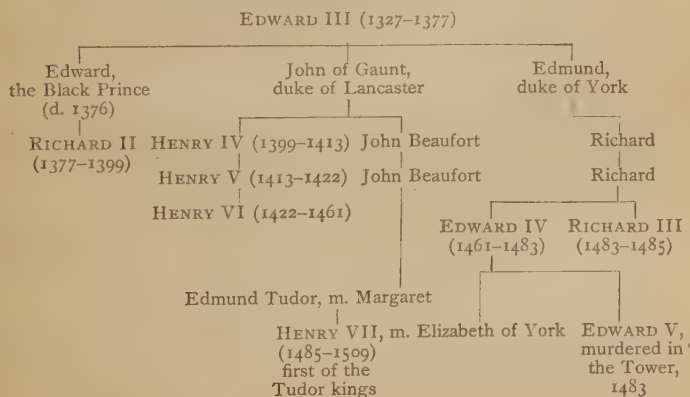 EDWARD III (1327–1377)
Edward,
the Black Prince
(d. 1376)
John of Gaunt,
duke of Lancaster
Edmund,
duke of York
RICHARD II
(1377–1399)
HENRY IV (1399–1413) John Beaufort
Richard
HENRY V (1413–1422) John Beaufort
Richard
HENRY VI (1422–1461)
EDWARD IV
(1461–1483)
RICHARD III
(1483–1485)
Edmund Tudor, m. Margaret
HENRY VII, m. Elizabeth of York
(1485–1509)
first of the
Tudor kings
EDWARD V,
murdered in
the Tower,
1483